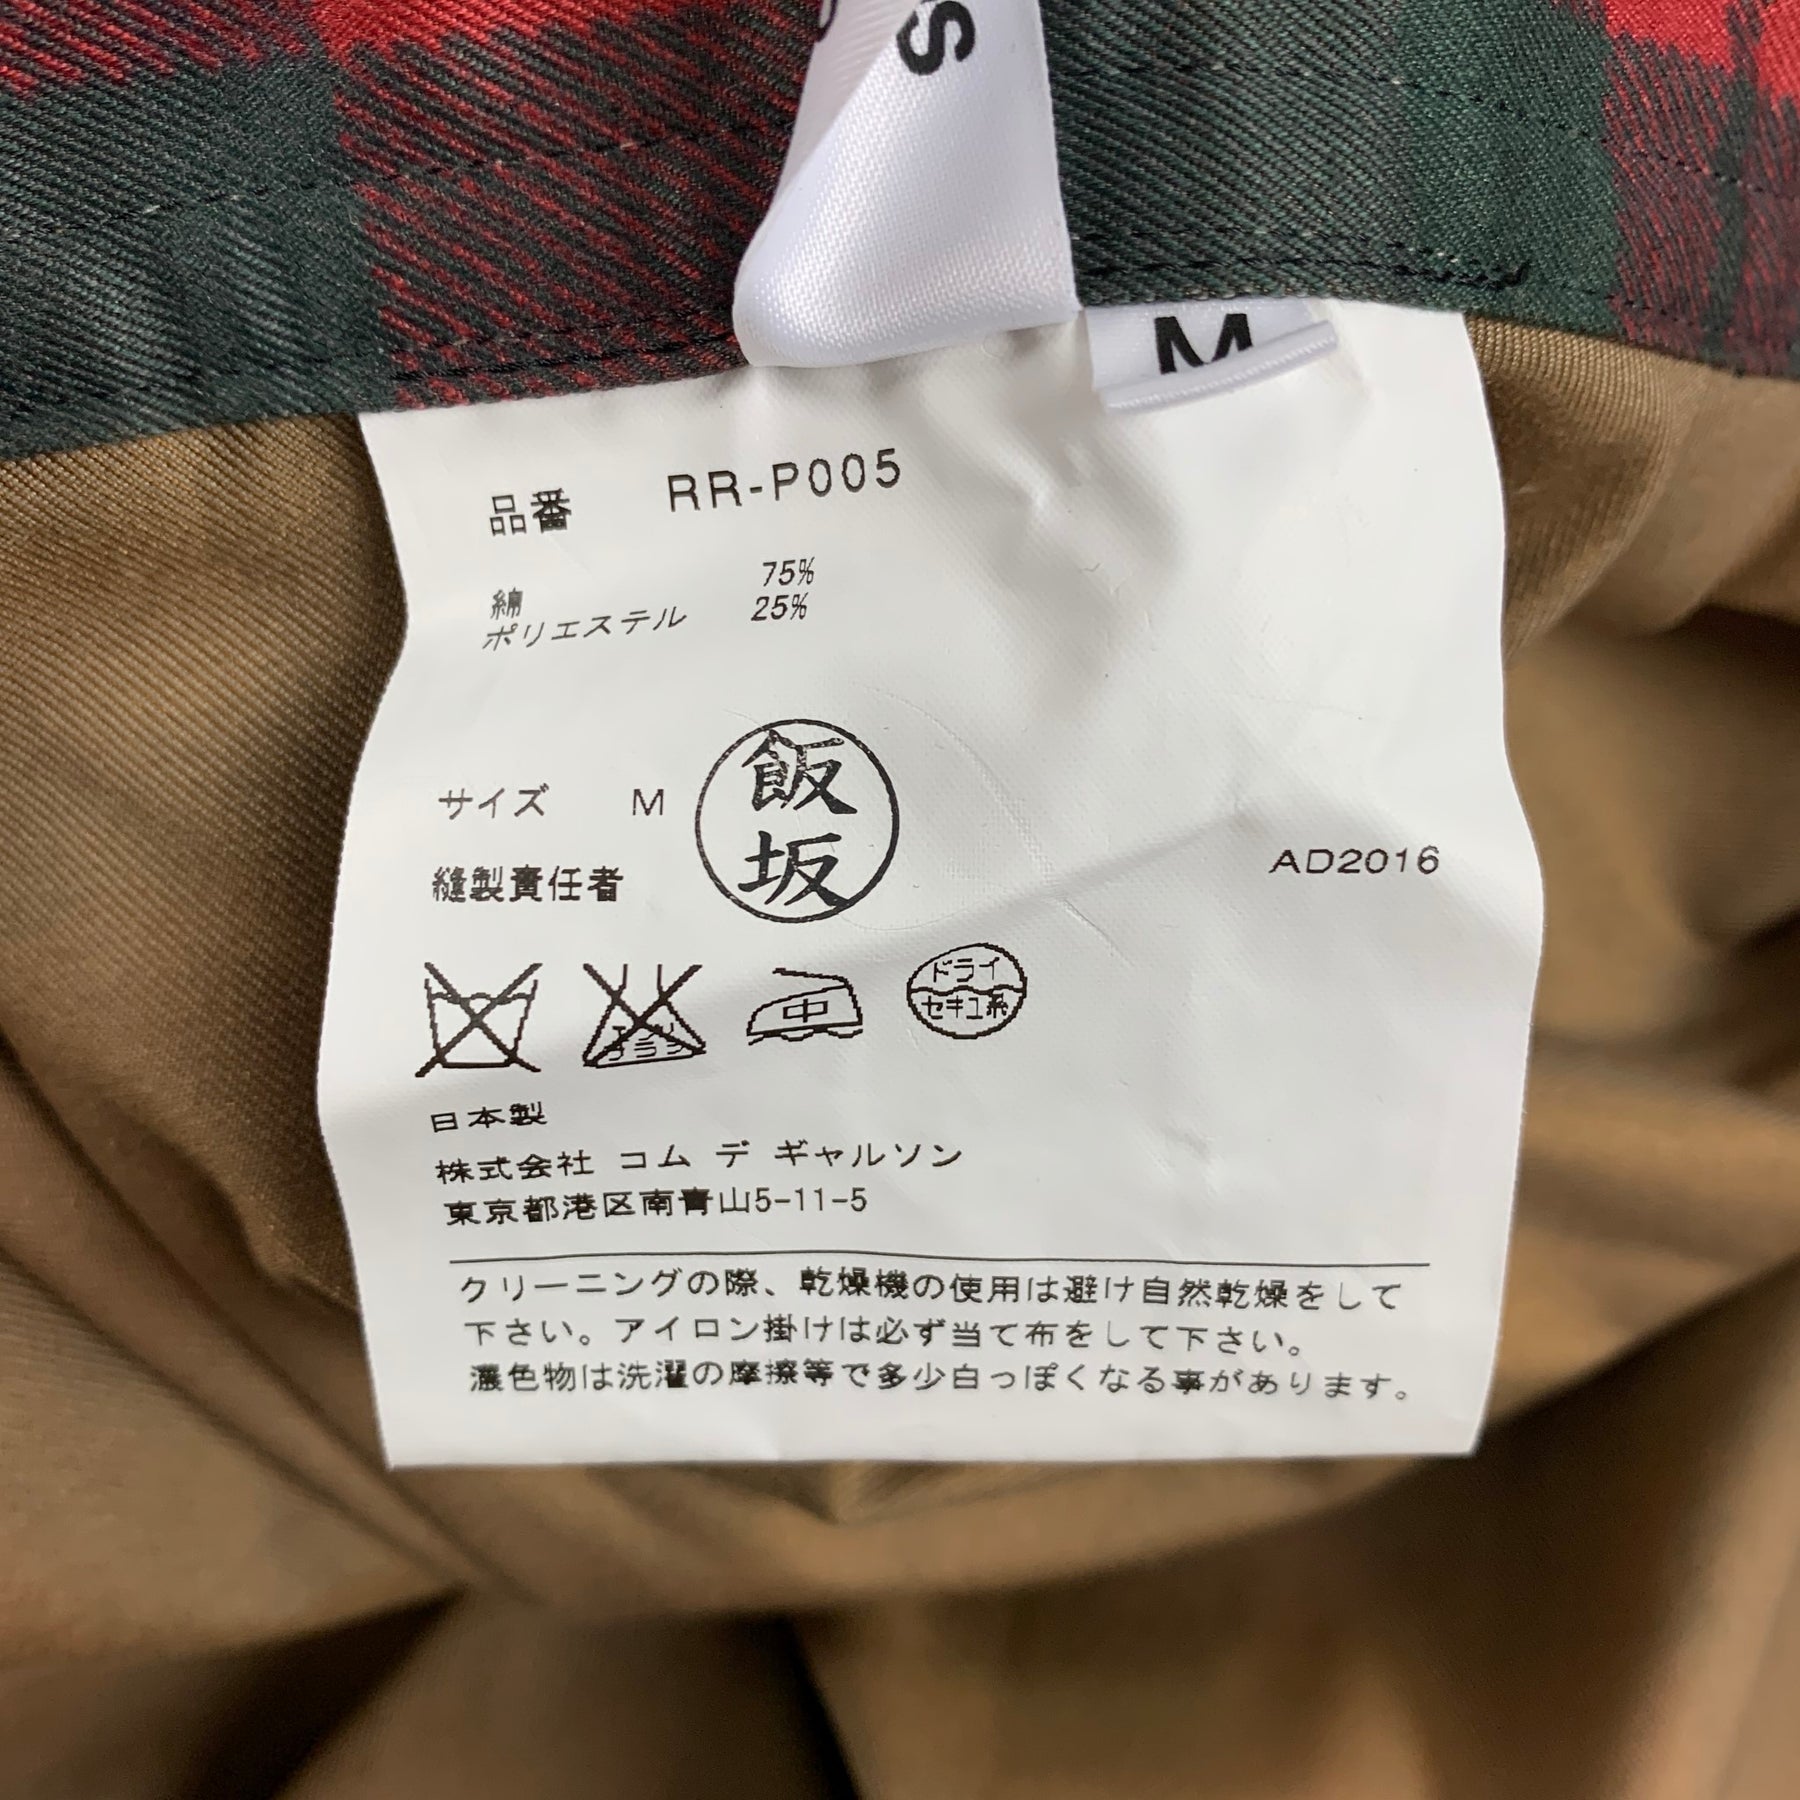 S
M
品番 RR-P005
綿 75%
ポリエステル 25%
サイズ M
飯坂
縫製責任者
AD2016
エンソ
サラシ
中
ドライ
セキユ系
日本製
株式会社 コム デ ギャルソン
東京都港区南青山5-11-5
クリーニングの際、乾燥機の使用は避け自然乾燥をして
下さい。アイロン掛けは必ず当て布をして下さい。
濃色物は洗濯の摩擦等で多少白っぽくなる事があります。